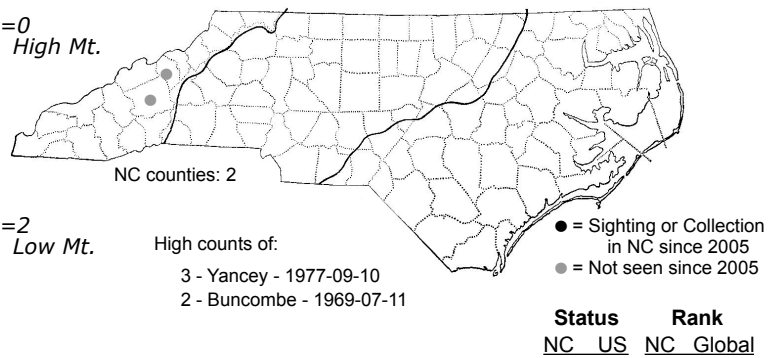 =0
High Mt.
NC counties: 2
=2
Low Mt.
High counts of:
3 - Yancey - 1977-09-10
2 - Buncombe - 1969-07-11
● = Sighting or Collection
in NC since 2005
● = Not seen since 2005
Status Rank
NC US NC Global